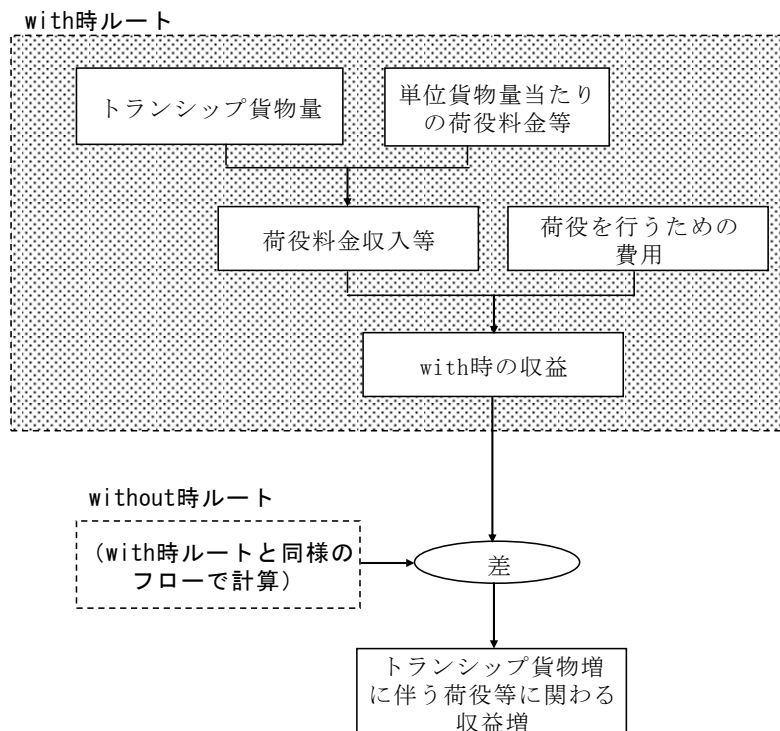 with時ルート
トランシップ貨物量
単位貨物量当たり
の荷役料金等
荷役料金収入等
荷役を行うための
費用
with時の収益
without時ルート
（with時ルートと同様の
フローで計算）
差
トランシップ貨物増
に伴う荷役等に関わる
収益増